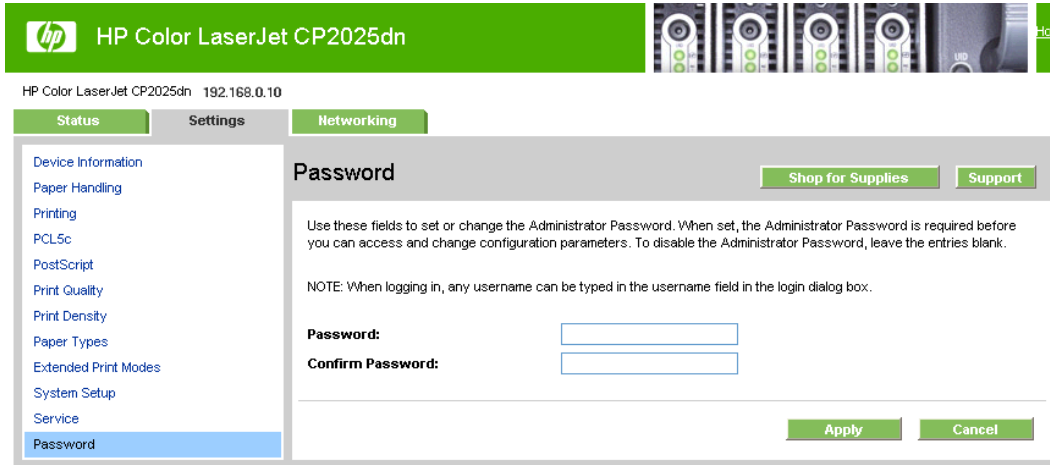 hp HP Color LaserJet CP2025dn
UID
HP Color LaserJet CP2025dn 192.168.0.10
Status Settings Networking
Device Information
Paper Handling
Printing
PCL5c
PostScript
Print Quality
Print Density
Paper Types
Extended Print Modes
System Setup
Service
Password
Password
Shop for Supplies Support
Use these fields to set or change the Administrator Password. When set, the Administrator Password is required before
you can access and change configuration parameters. To disable the Administrator Password, leave the entries blank.
NOTE: When logging in, any username can be typed in the username field in the login dialog box.
Password:
Confirm Password:
Apply Cancel